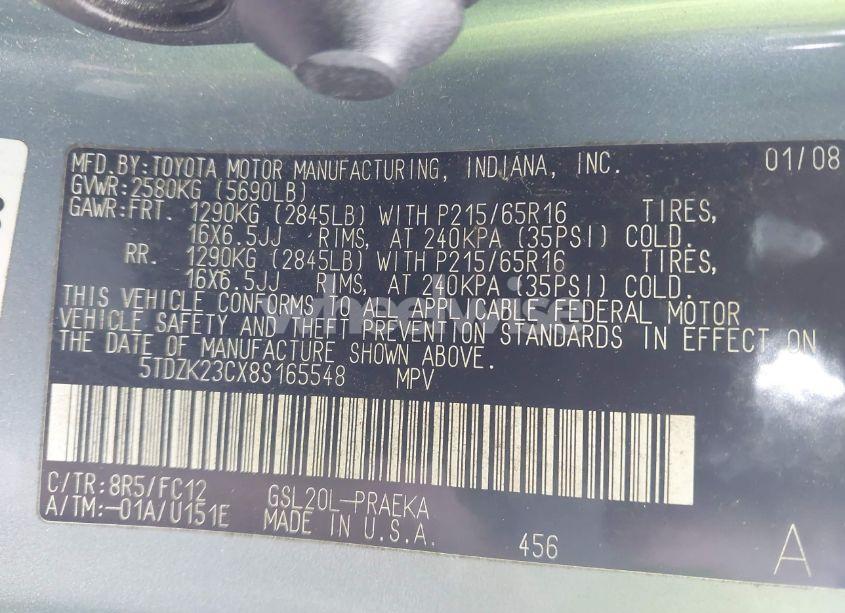 MFD.BY:TOYOTA MOTOR MANUFACTURING, INDIANA, INC. 01/08
GVWR:2580KG (5690LB)
GAWR:FRT. 1290KG (2845LB) WITH P215/65R16 TIRES,
16X6.5JJ RIMS, AT 240KPA (35PSI) COLD.
RR. 1290KG (2845LB) WITH P215/65R16 TIRES,
16X6.5JJ RIMS, AT 240KPA (35PSI) COLD.
THIS VEHICLE CONFORMS TO ALL APPLICABLE FEDERAL MOTOR
VEHICLE SAFETY AND THEFT PREVENTION STANDARDS IN EFFECT ON
THE DATE OF MANUFACTURE SHOWN ABOVE.
5TDZK23CX8S165548 MPV
C/TR:8R5/FC12 GSL20L-PRAEKA
A/TM:-01A/U151E MADE IN U.S.A.
456 A